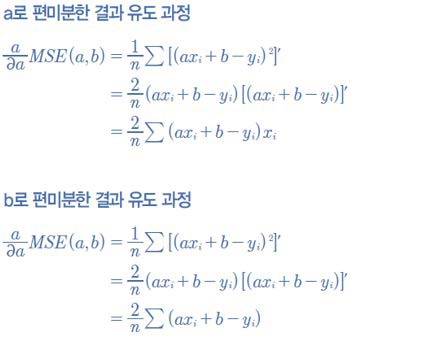 a로 편미분한 결과 유도 과정
a/∂a MSE(a,b) = 1/n ∑ [(axᵢ+b−yᵢ)²]′
= 2/n (axᵢ+b−yᵢ)[(axᵢ+b−yᵢ)]′
= 2/n ∑ (axᵢ+b−yᵢ)xᵢ
b로 편미분한 결과 유도 과정
a/∂a MSE(a,b) = 1/n ∑ [(axᵢ+b−yᵢ)²]′
= 2/n (axᵢ+b−yᵢ)[(axᵢ+b−yᵢ)]′
= 2/n ∑ (axᵢ+b−yᵢ)